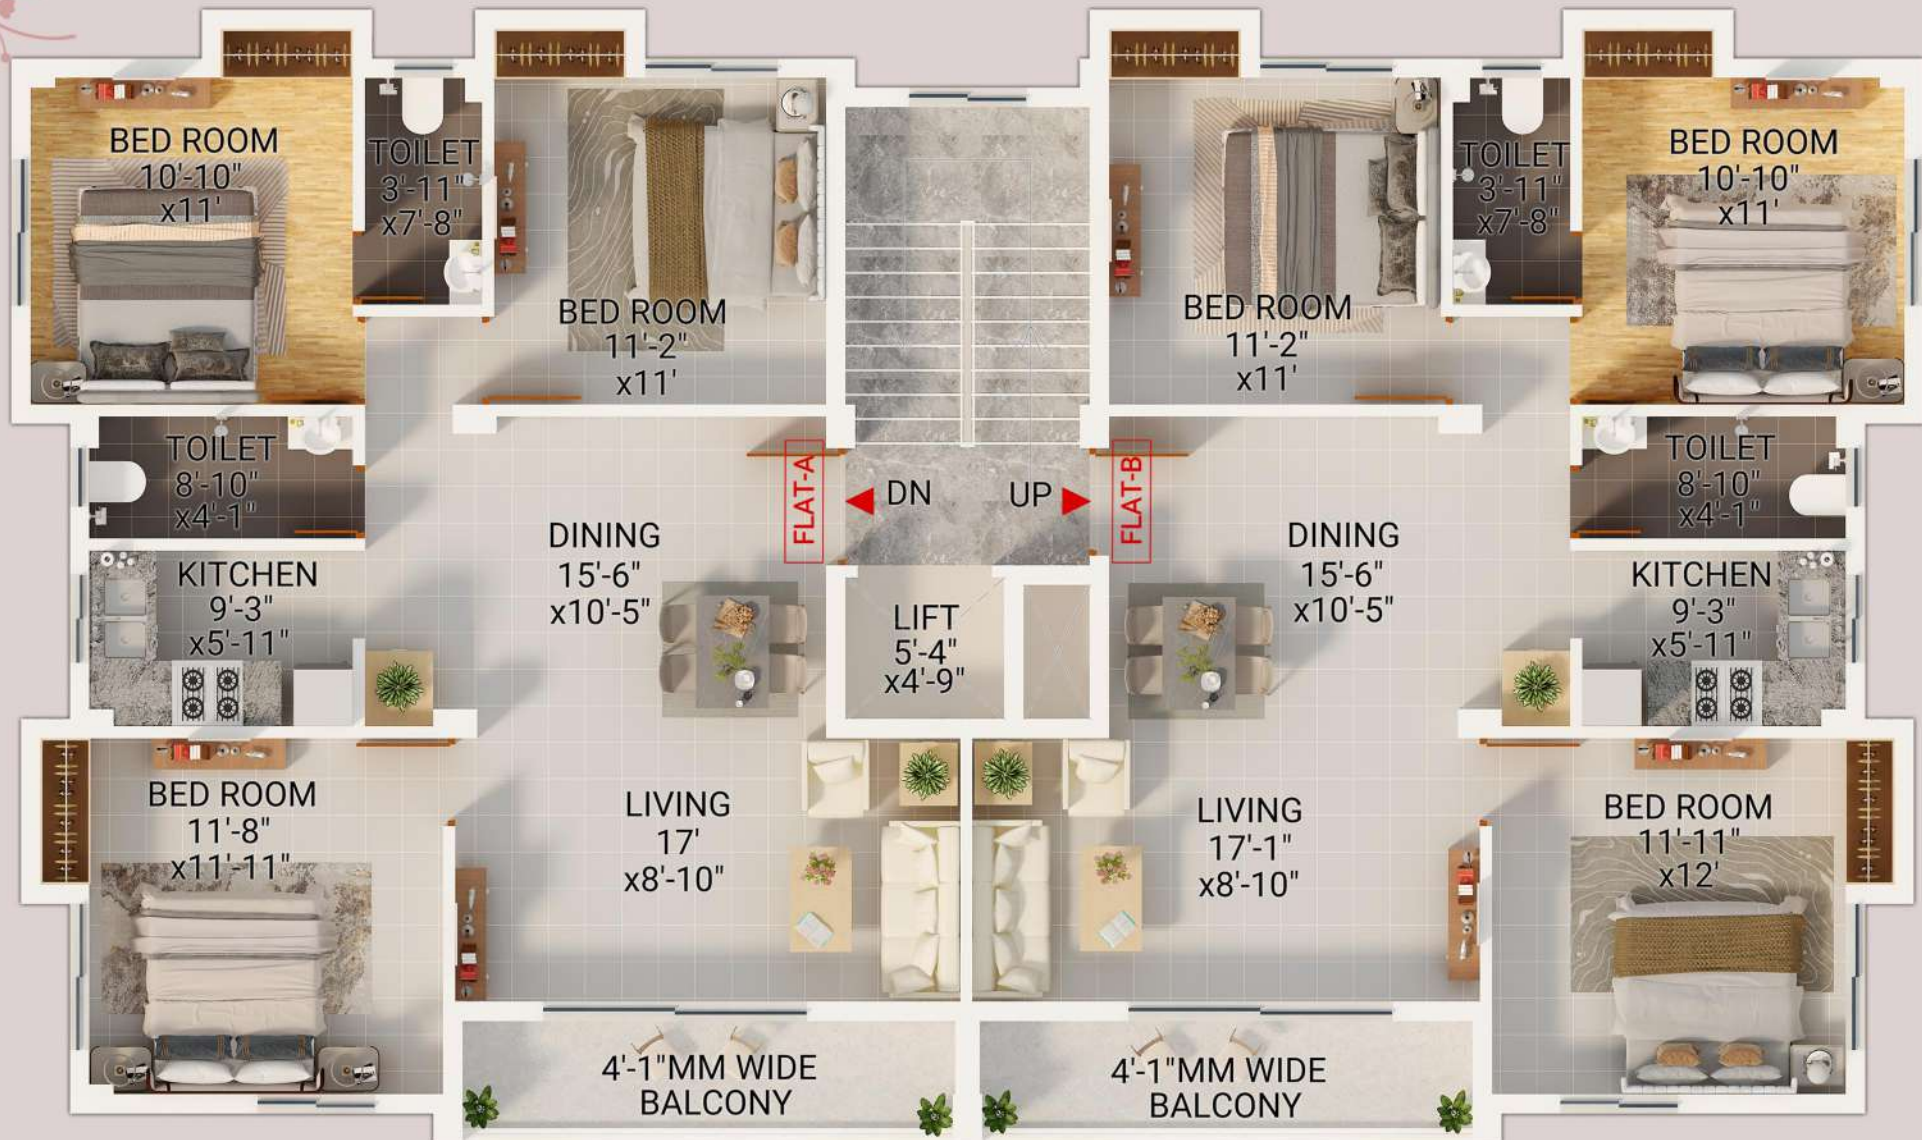 BED ROOM
10'-10"
x11'
TOILET
3'-11"
x7'-8"
BED ROOM
11'-2"
x11'
BED ROOM
11'-2"
x11'
TOILET
3'-11"
x7'-8"
BED ROOM
10'-10"
x11'
TOILET
8'-10"
x4'-1"
FLAT-A
DN
UP
FLAT-B
TOILET
8'-10"
x4'-1"
KITCHEN
9'-3"
x5'-11"
DINING
15'-6"
x10'-5"
LIFT
5'-4"
x4'-9"
DINING
15'-6"
x10'-5"
KITCHEN
9'-3"
x5'-11"
BED ROOM
11'-8"
x11'-11"
LIVING
17'
x8'-10"
LIVING
17'-1"
x8'-10"
BED ROOM
11'-11"
x12'
4'-1"MM WIDE
BALCONY
4'-1"MM WIDE
BALCONY